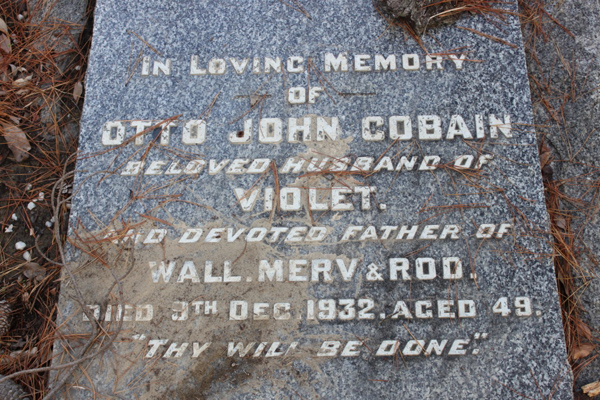 IN LOVING MEMORY
OF
OTTO JOHN COBAIN
BELOVED HUSBAND OF
VIOLET.
AND DEVOTED FATHER OF
WALL. MERV & ROD.
DIED 9TH DEC 1932. AGED 49.
"THY WILL BE DONE."